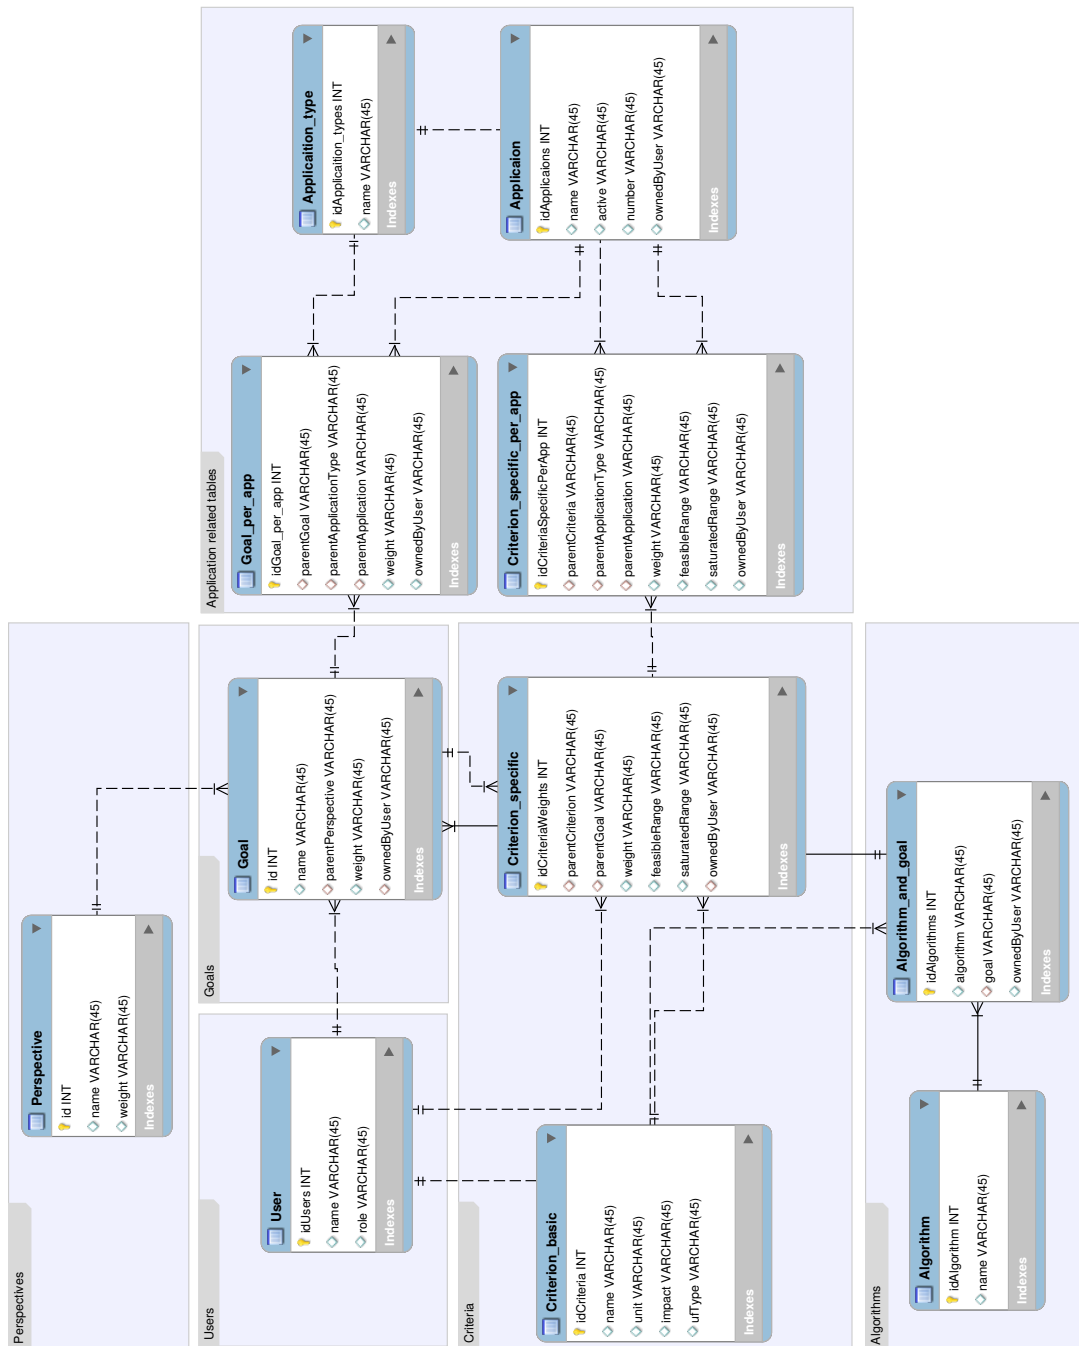 Perspectives
Perspective
id INT
name VARCHAR(45)
weight VARCHAR(45)
Indexes
Users
User
idUsers INT
name VARCHAR(45)
role VARCHAR(45)
Indexes
Goals
Goal
id INT
name VARCHAR(45)
parentPerspective VARCHAR(45)
weight VARCHAR(45)
ownedByUser VARCHAR(45)
Indexes
Application related tables
Goal_per_app
idGoal_per_app INT
parentGoal VARCHAR(45)
parentApplicationType VARCHAR(45)
parentApplication VARCHAR(45)
weight VARCHAR(45)
ownedByUser VARCHAR(45)
Indexes
Applicaition_type
idApplicaition_types INT
name VARCHAR(45)
Indexes
Criterion_specific_per_app
idCriteriaSpecificPerApp INT
parentCriteria VARCHAR(45)
parentApplicationType VARCHAR(45)
parentApplication VARCHAR(45)
weight VARCHAR(45)
feasibleRange VARCHAR(45)
saturatedRange VARCHAR(45)
ownedByUser VARCHAR(45)
Indexes
Applicaion
idApplicaions INT
name VARCHAR(45)
active VARCHAR(45)
number VARCHAR(45)
ownedByUser VARCHAR(45)
Indexes
Criteria
Criterion_basic
idCriteria INT
name VARCHAR(45)
unit VARCHAR(45)
impact VARCHAR(45)
ufType VARCHAR(45)
Indexes
Criterion_specific
idCriteriaWeights INT
parentCriterion VARCHAR(45)
parentGoal VARCHAR(45)
weight VARCHAR(45)
feasibleRange VARCHAR(45)
saturatedRange VARCHAR(45)
ownedByUser VARCHAR(45)
Indexes
Algorithms
Algorithm
idAlgorithm INT
name VARCHAR(45)
Indexes
Algorithm_and_goal
idAlgorithms INT
algorithm VARCHAR(45)
goal VARCHAR(45)
ownedByUser VARCHAR(45)
Indexes